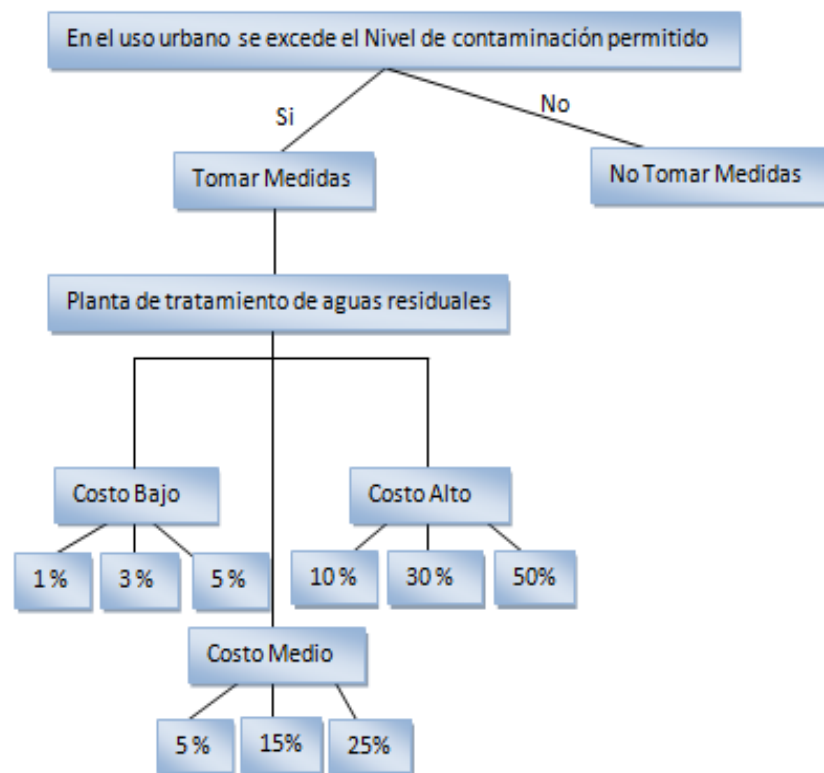 En el uso urbano se excede el Nivel de contaminación permitido
Si
No
Tomar Medidas
No Tomar Medidas
Planta de tratamiento de aguas residuales
Costo Bajo
Costo Alto
1 %
3 %
5 %
10 %
30 %
50%
Costo Medio
5 %
15%
25%